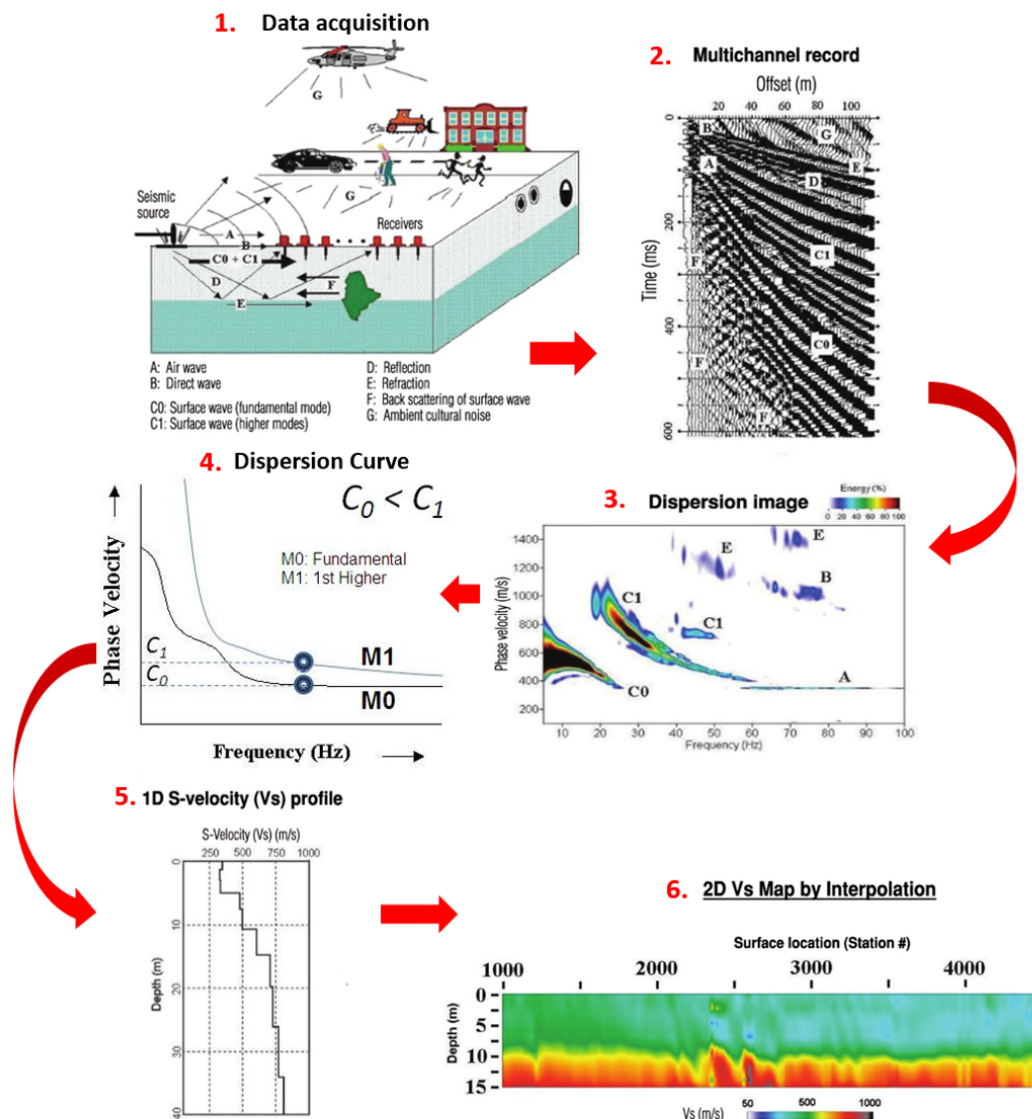 1. Data acquisition
G
G
Seismic
source
Receivers
A
B
C0 + C1
D
E
F
A: Air wave
B: Direct wave
C0: Surface wave (fundamental mode)
C1: Surface wave (higher modes)
D: Reflection
E: Refraction
F: Back scattering of surface wave
G: Ambient cultural noise
2. Multichannel record
Offset (m)
20 40 60 80 100
Time (ms)
0
200
400
600
B
G
A
E
D
F
C1
C0
F
F
3. Dispersion image
Energy (%)
0 20 40 60 80 100
Phase velocity (m/s)
1400
1200
1000
800
600
400
200
E
E
B
C1
C1
A
C0
10 20 30 40 50 60 70 80 90 100
Frequency (Hz)
4. Dispersion Curve
C0 < C1
M0: Fundamental
M1: 1st Higher
Phase Velocity
C1
C0
M1
M0
Frequency (Hz)
5. 1D S-velocity (Vs) profile
S-Velocity (Vs) (m/s)
250 500 750 1000
Depth (m)
0
10
20
30
40
6. 2D Vs Map by Interpolation
Surface location (Station #)
1000 2000 3000 4000
Depth (m)
0
5
10
15
Vs (m/s)
50 500 1000